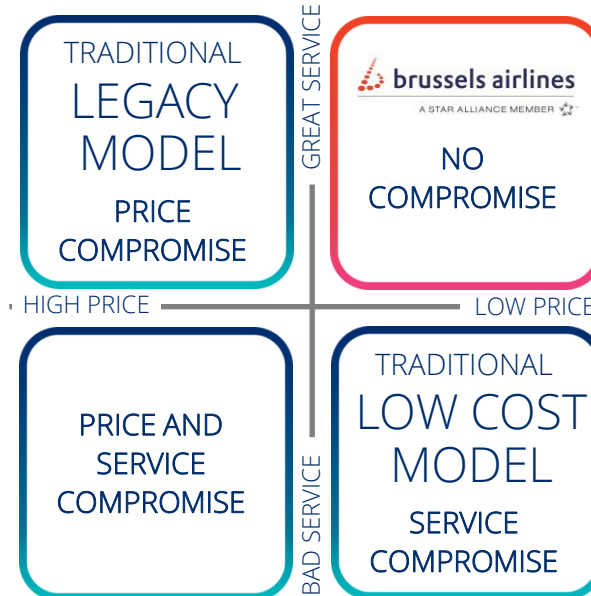 TRADITIONAL
LEGACY
MODEL
PRICE
COMPROMISE
GREAT SERVICE
brussels airlines
A STAR ALLIANCE MEMBER
NO
COMPROMISE
HIGH PRICE
LOW PRICE
PRICE AND
SERVICE
COMPROMISE
BAD SERVICE
TRADITIONAL
LOW COST
MODEL
SERVICE
COMPROMISE